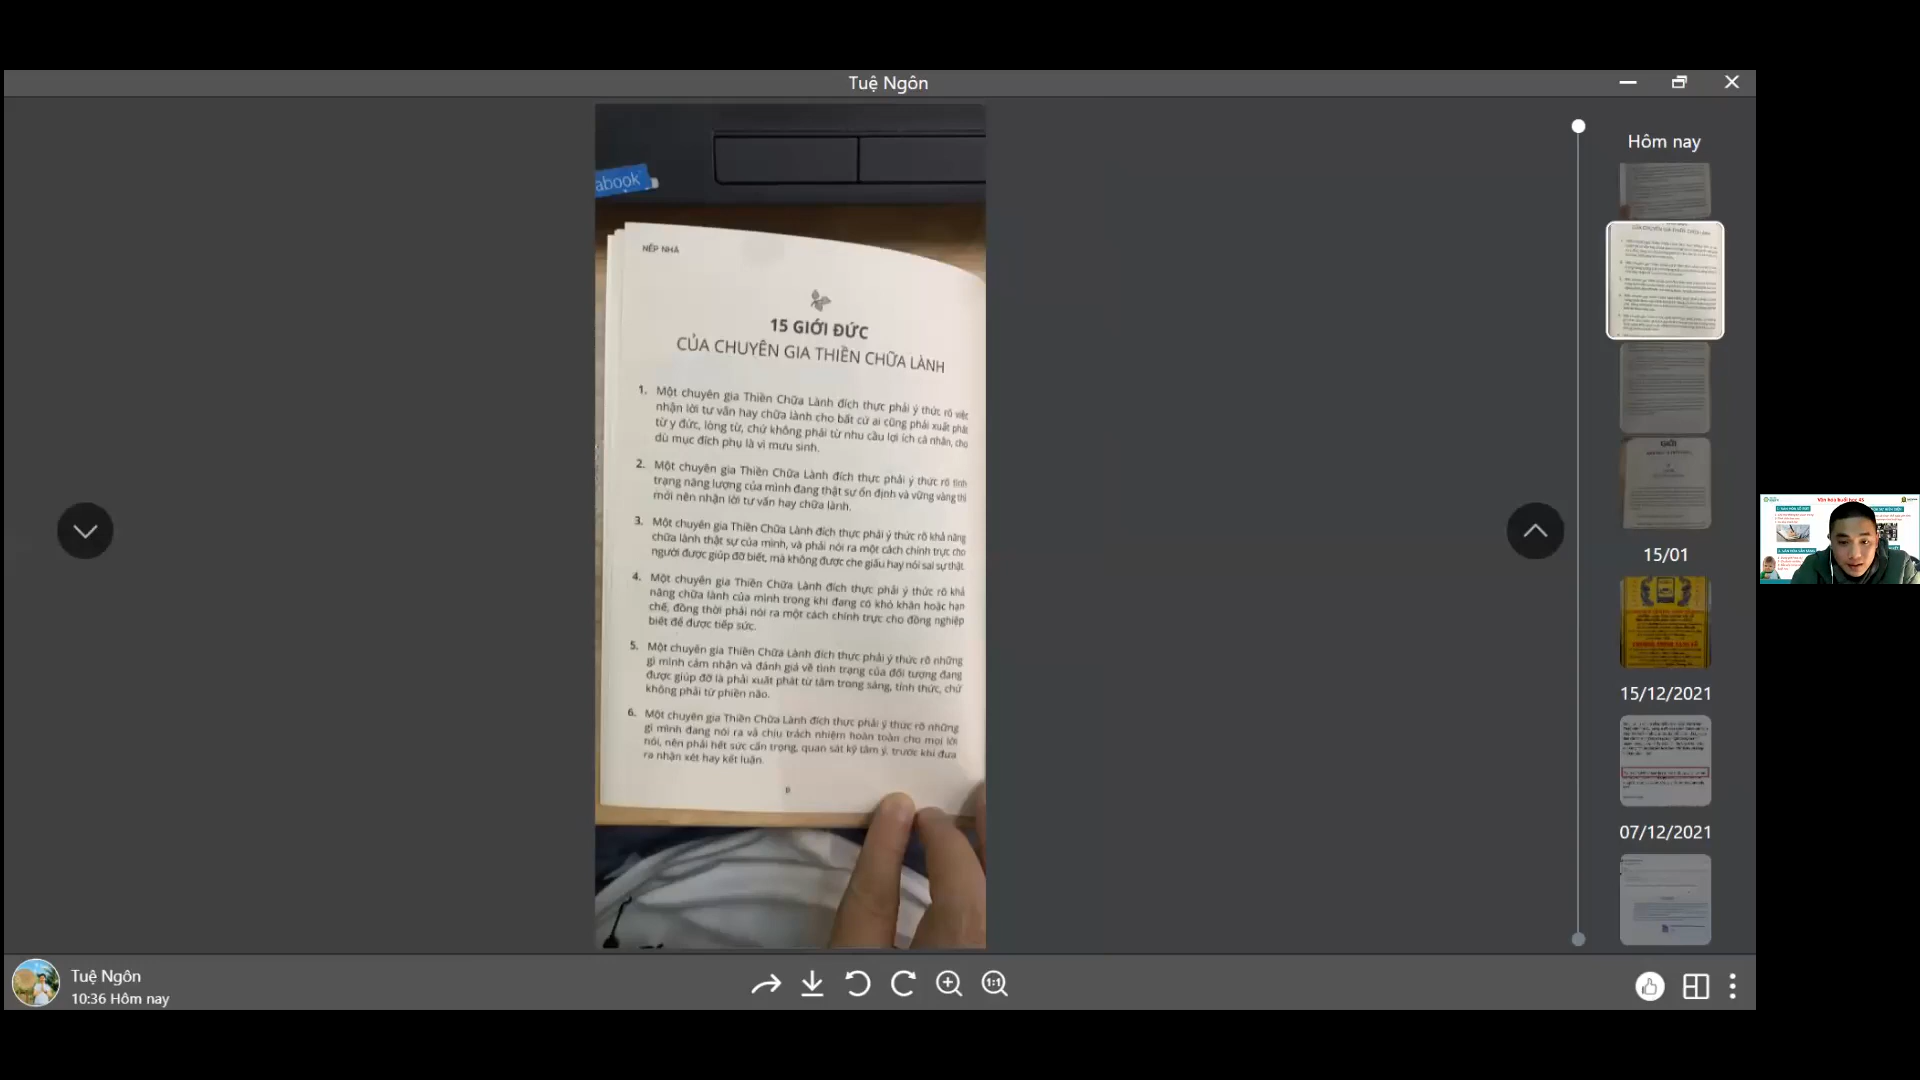 Tuệ Ngôn
Hôm nay
abook
NẾP NHÀ
15 GIỚI ĐỨC
CỦA CHUYÊN GIA THIỀN CHỮA LÀNH
1. Một chuyên gia Thiền Chữa Lành đích thực phải ý thức rõ việc
nhận lời tư vấn hay chữa lành cho bất cứ ai cũng phải xuất phát
từ y đức, lòng từ, chứ không phải từ nhu cầu lợi ích cá nhân, cho
dù mục đích phụ là vì mưu sinh.
2. Một chuyên gia Thiền Chữa Lành đích thực phải ý thức rõ tình
trạng năng lượng của mình đang thật sự ổn định và vững vàng thì
mới nên nhận lời tư vấn hay chữa lành.
3. Một chuyên gia Thiền Chữa Lành đích thực phải ý thức rõ khả năng
chữa lành thật sự của mình, và phải nói ra một cách chính trực cho
người được giúp đỡ biết, mà không được che giấu hay nói sai sự thật.
4. Một chuyên gia Thiền Chữa Lành đích thực phải ý thức rõ khả
năng chữa lành của mình trong khi đang có khó khăn hoặc hạn
chế, đồng thời phải nói ra một cách chính trực cho đồng nghiệp
biết để được tiếp sức.
5. Một chuyên gia Thiền Chữa Lành đích thực phải ý thức rõ những
gì mình cảm nhận và đánh giá về tình trạng của đối tượng đang
được giúp đỡ là phải xuất phát từ tâm trong sáng, tỉnh thức, chứ
không phải từ phiền não.
6. Một chuyên gia Thiền Chữa Lành đích thực phải ý thức rõ những
gì mình đang nói ra và chịu trách nhiệm hoàn toàn cho mọi lời
nói, nên phải hết sức cẩn trọng, quan sát kỹ tâm ý, trước khi đưa
ra nhận xét hay kết luận.
9
15/01
15/12/2021
07/12/2021
Tuệ Ngôn
10:36 Hôm nay
1:1